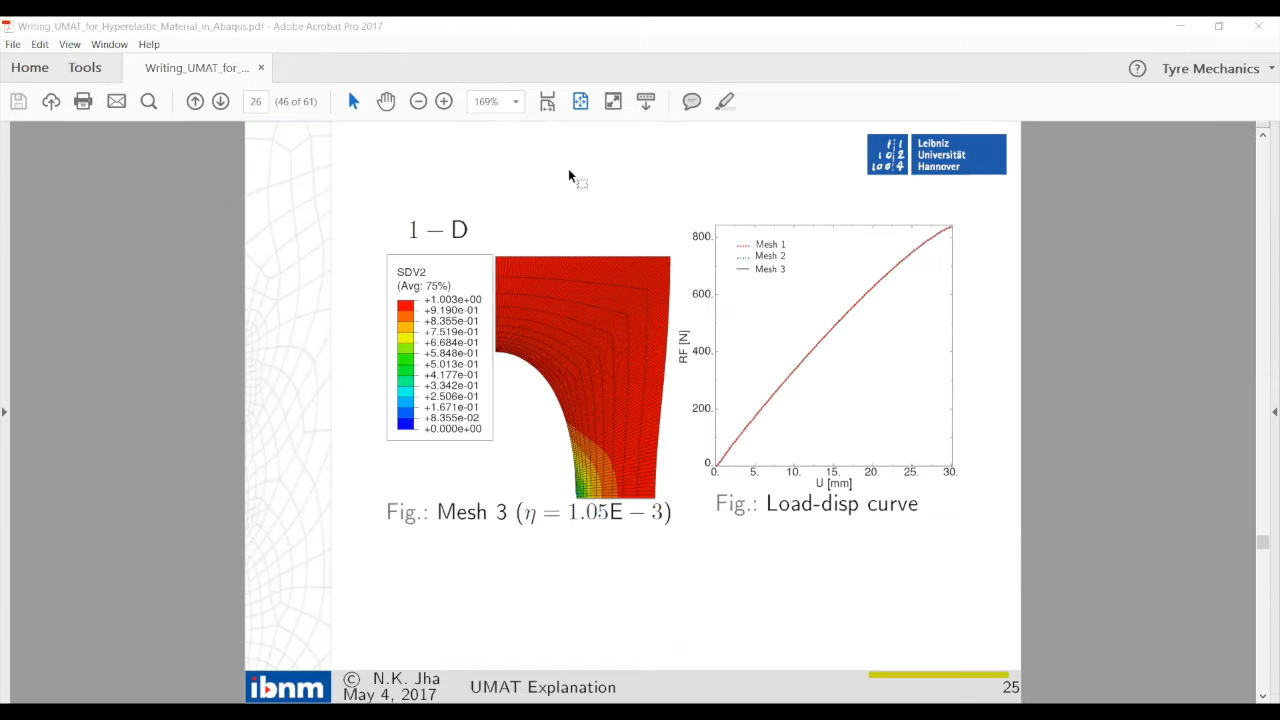 Writing_UMAT_for_Hyperelastic_Material_in_Abaqus.pdf - Adobe Acrobat Pro 2017
File Edit View Window Help
Home Tools Writing_UMAT_for_... × Tyre Mechanics
26 (46 of 61) 169%
Leibniz
Universität
Hannover
1 – D
SDV2
(Avg: 75%)
+1.003e+00
+9.190e-01
+8.355e-01
+7.519e-01
+6.684e-01
+5.848e-01
+5.013e-01
+4.177e-01
+3.342e-01
+2.506e-01
+1.671e-01
+8.355e-02
+0.000e+00
Fig.: Mesh 3 (η = 1.05E − 3)
Mesh 1
Mesh 2
Mesh 3
800.
600.
400.
200.
0.
RF [N]
0. 5. 10. 15. 20. 25. 30.
U [mm]
Fig.: Load-disp curve
ibnm
© N.K. Jha
May 4, 2017
UMAT Explanation
25